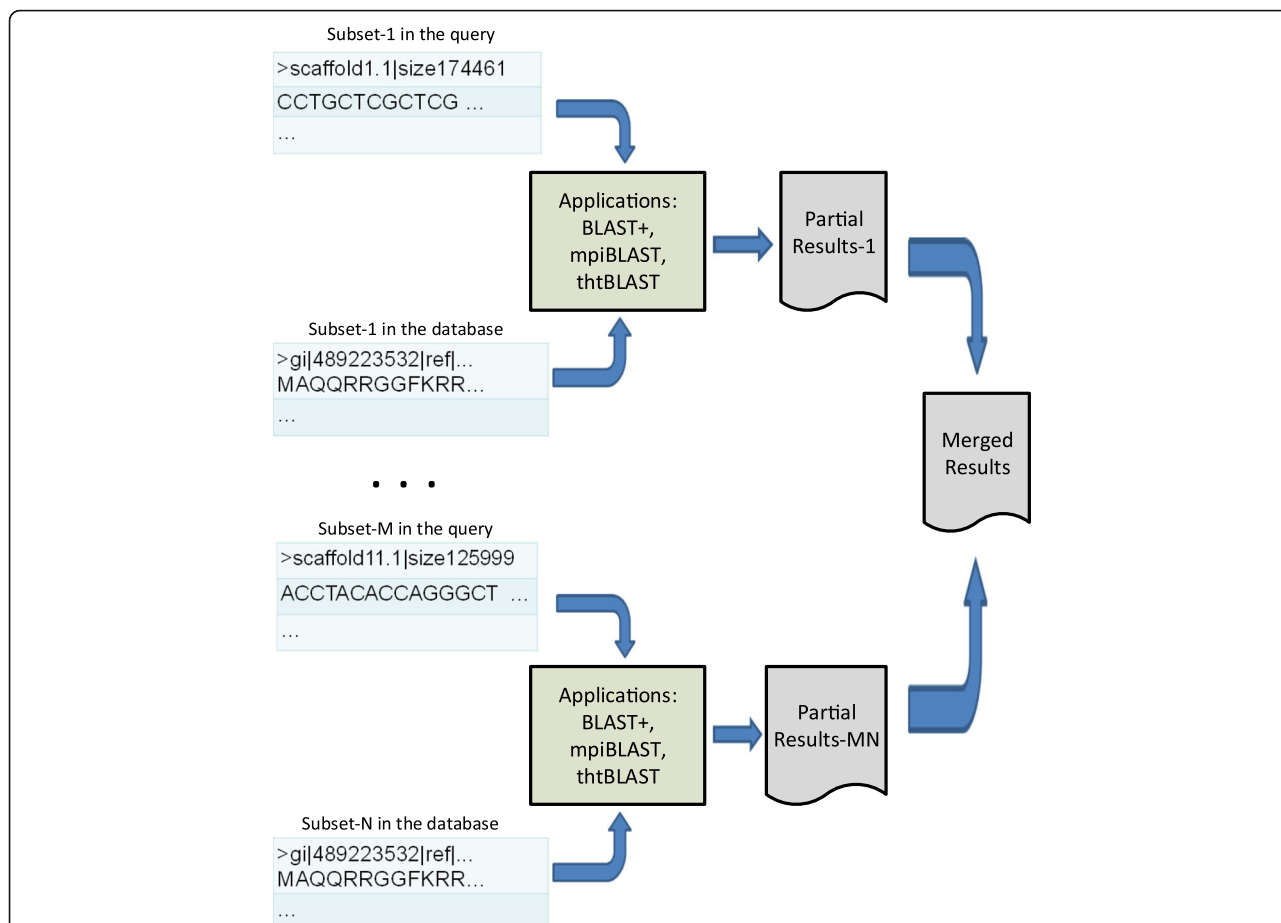 Subset-1 in the query
>scaffold1.1|size174461
CCTGCTCGCTCG ...
...
Applications:
BLAST+,
mpiBLAST,
thtBLAST
Partial
Results-1
Subset-1 in the database
>gi|489223532|ref|...
MAQQRRGGFKRR...
...
Merged
Results
. . .
Subset-M in the query
>scaffold11.1|size125999
ACCTACACCAGGGCT ...
...
Applications:
BLAST+,
mpiBLAST,
thtBLAST
Partial
Results-MN
Subset-N in the database
>gi|489223532|ref|...
MAQQRRGGFKRR...
...